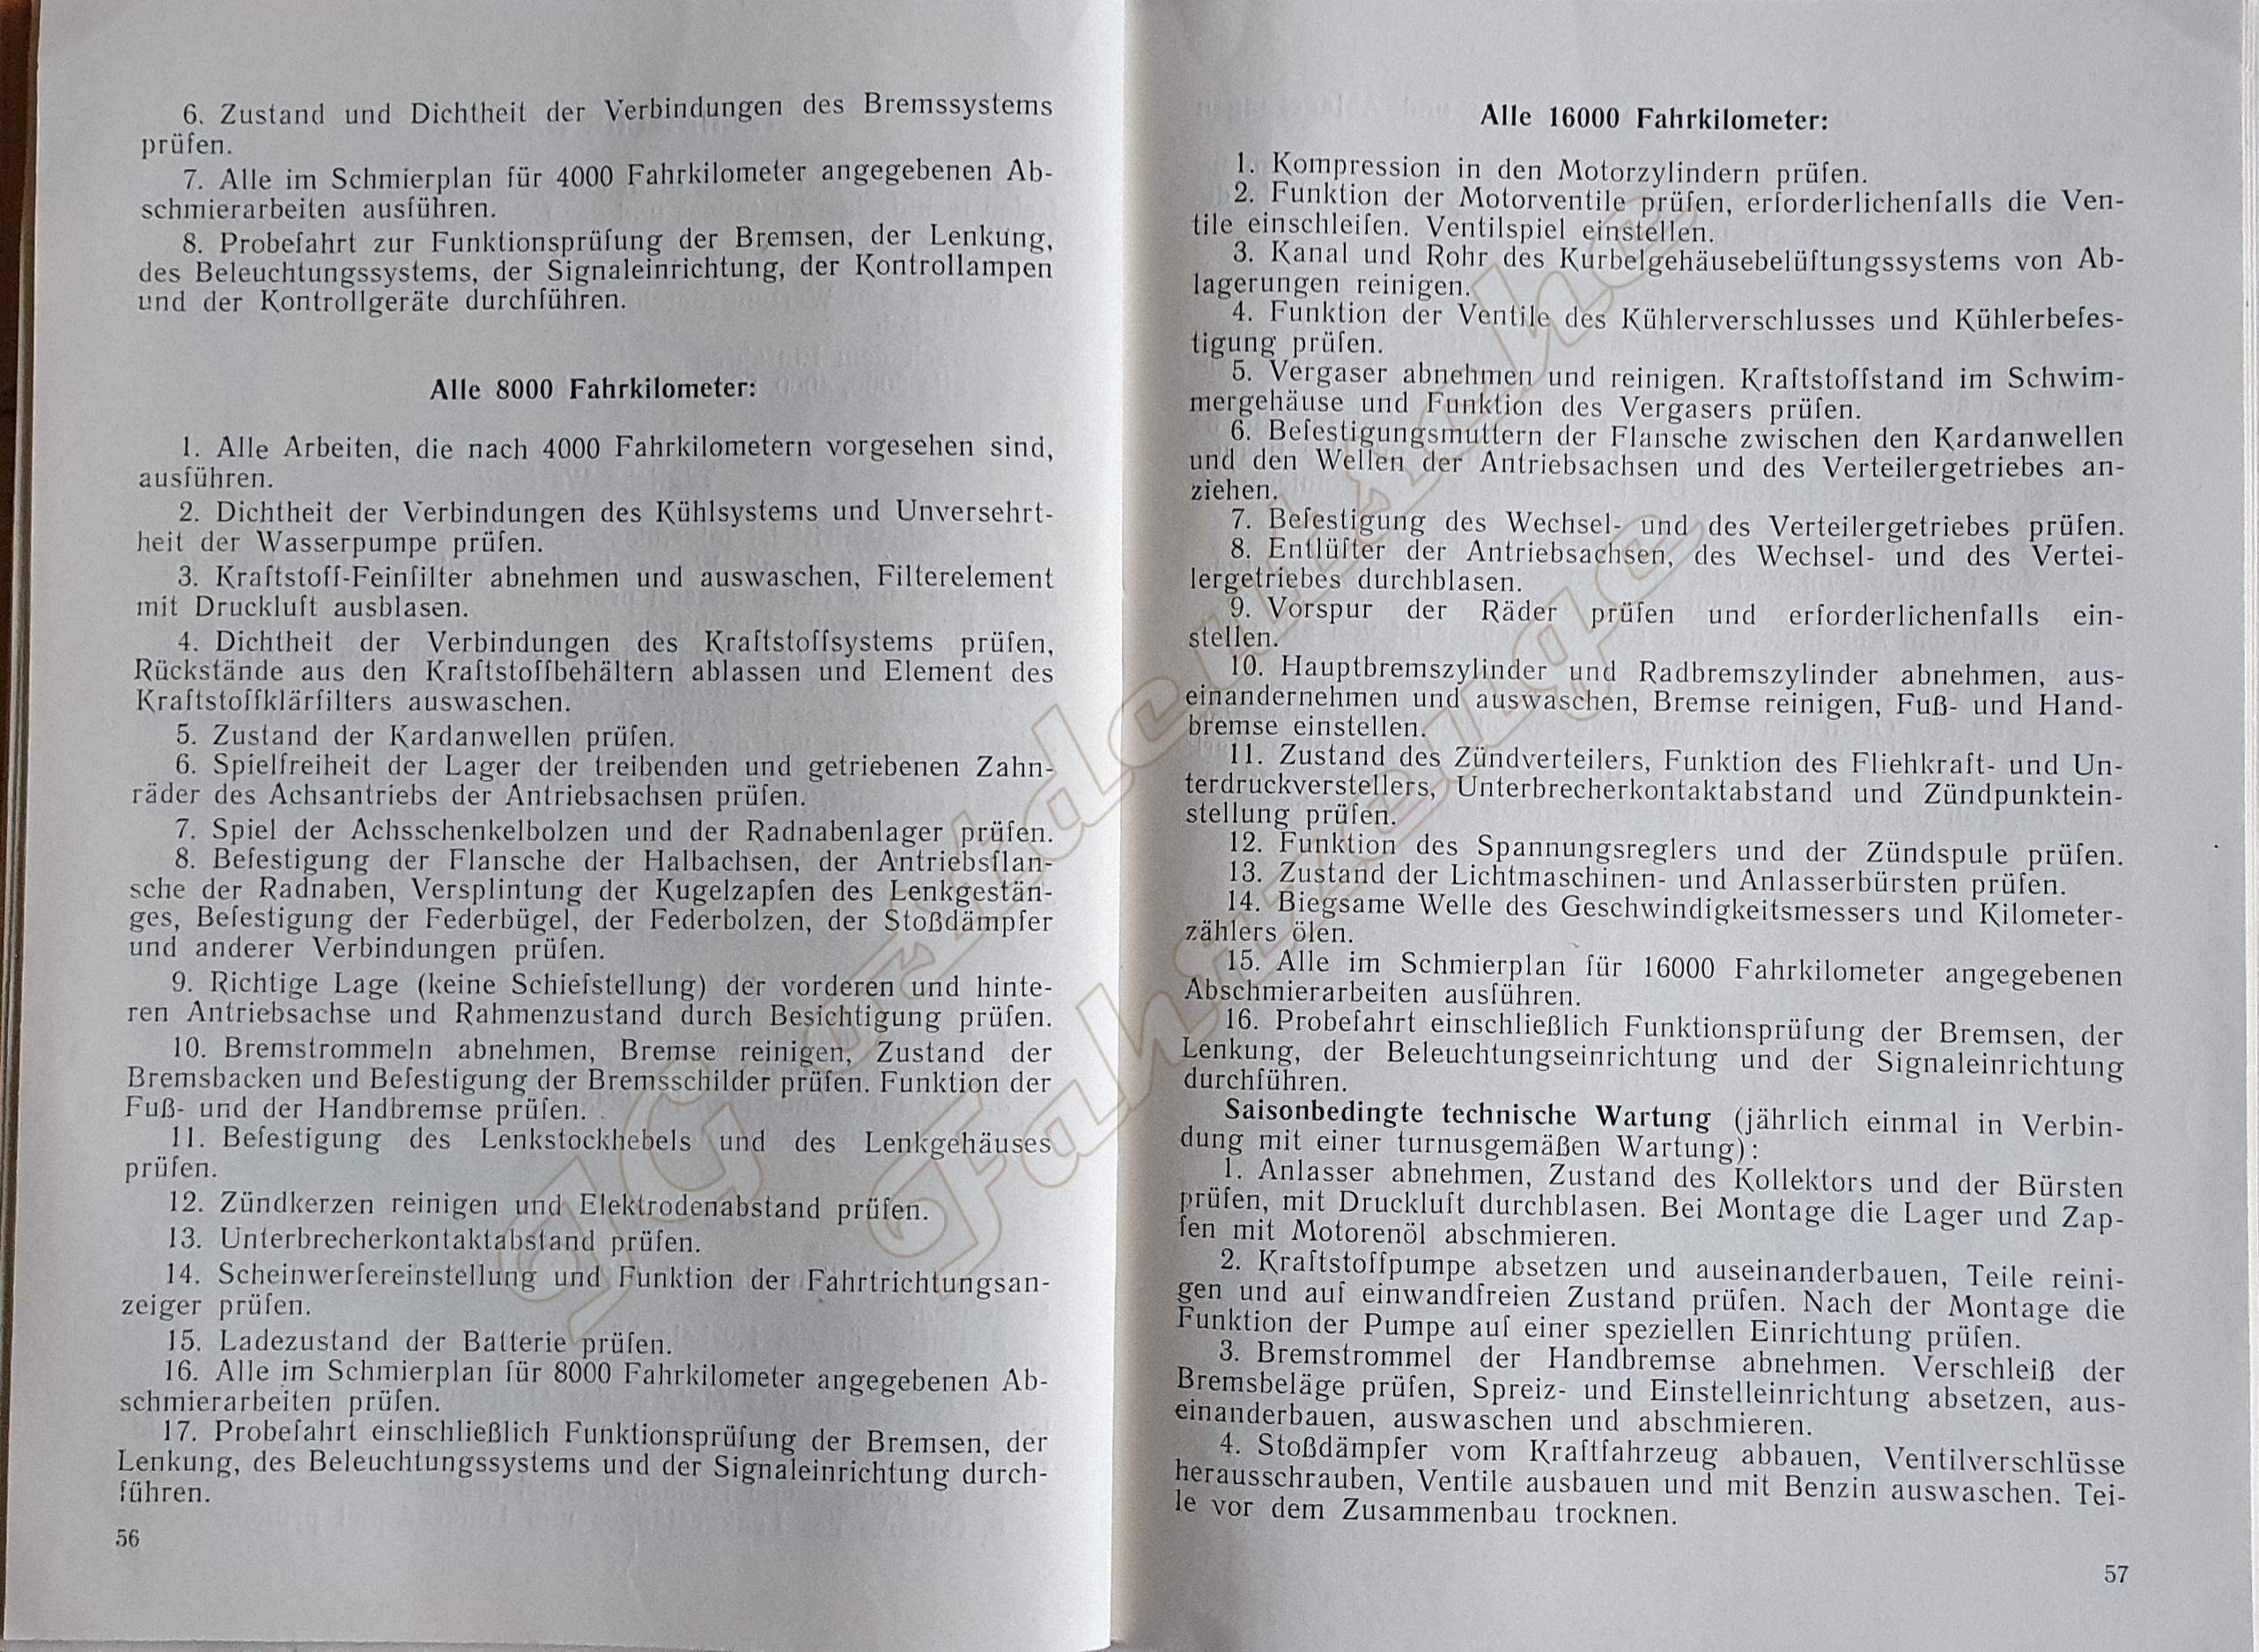 6. Zustand und Dichtheit der Verbindungen des Bremssystems
prüfen.
7. Alle im Schmierplan für 4000 Fahrkilometer angegebenen Ab-
schmierarbeiten ausführen.
8. Probefahrt zur Funktionsprüfung der Bremsen, der Lenkung,
des Beleuchtungssystems, der Signaleinrichtung, der Kontrollampen
und der Kontrollgeräte durchführen.
Alle 8000 Fahrkilometer:
1. Alle Arbeiten, die nach 4000 Fahrkilometern vorgesehen sind,
ausführen.
2. Dichtheit der Verbindungen des Kühlsystems und Unversehrt-
heit der Wasserpumpe prüfen.
3. Kraftstoff-Feinfilter abnehmen und auswaschen, Filterelement
mit Druckluft ausblasen.
4. Dichtheit der Verbindungen des Kraftstoffsystems prüfen,
Rückstände aus den Kraftstoffbehältern ablassen und Element des
Kraftstoffklärfilters auswaschen.
5. Zustand der Kardanwellen prüfen.
6. Spielfreiheit der Lager der treibenden und getriebenen Zahn-
räder des Achsantriebs der Antriebsachsen prüfen.
7. Spiel der Achsschenkelbolzen und der Radnabenlager prüfen.
8. Befestigung der Flansche der Halbachsen, der Antriebsflan-
sche der Radnaben, Versplintung der Kugelzapfen des Lenkgestän-
ges, Befestigung der Federbügel, der Federbolzen, der Stoßdämpfer
und anderer Verbindungen prüfen.
9. Richtige Lage (keine Schiefstellung) der vorderen und hinte-
ren Antriebsachse und Rahmenzustand durch Besichtigung prüfen.
10. Bremstrommeln abnehmen, Bremse reinigen, Zustand der
Bremsbacken und Befestigung der Bremsschilder prüfen. Funktion der
Fuß- und der Handbremse prüfen.
11. Befestigung des Lenkstockhebels und des Lenkgehäuses
prüfen.
12. Zündkerzen reinigen und Elektrodenabstand prüfen.
13. Unterbrecherkontaktabstand prüfen.
14. Scheinwerfereinstellung und Funktion der Fahrtrichtungsan-
zeiger prüfen.
15. Ladezustand der Batterie prüfen.
16. Alle im Schmierplan für 8000 Fahrkilometer angegebenen Ab-
schmierarbeiten prüfen.
17. Probefahrt einschließlich Funktionsprüfung der Bremsen, der
Lenkung, des Beleuchtungssystems und der Signaleinrichtung durch-
führen.
56
Alle 16000 Fahrkilometer:
1. Kompression in den Motorzylindern prüfen.
2. Funktion der Motorventile prüfen, erforderlichenfalls die Ven-
tile einschleifen. Ventilspiel einstellen.
3. Kanal und Rohr des Kurbelgehäusebelüftungssystems von Ab-
lagerungen reinigen.
4. Funktion der Ventile des Kühlerverschlusses und Kühlerbefes-
tigung prüfen.
5. Vergaser abnehmen und reinigen. Kraftstoffstand im Schwim-
mergehäuse und Funktion des Vergasers prüfen.
6. Befestigungsmuttern der Flansche zwischen den Kardanwellen
und den Wellen der Antriebsachsen und des Verteilergetriebes an-
ziehen.
7. Befestigung des Wechsel- und des Verteilergetriebes prüfen.
8. Entlüfter der Antriebsachsen, des Wechsel- und des Vertei-
lergetriebes durchblasen.
9. Vorspur der Räder prüfen und erforderlichenfalls ein-
stellen.
10. Hauptbremszylinder und Radbremszylinder abnehmen, aus-
einandernehmen und auswaschen, Bremse reinigen, Fuß- und Hand-
bremse einstellen.
11. Zustand des Zündverteilers, Funktion des Fliehkraft- und Un-
terdruckverstellers, Unterbrecherkontaktabstand und Zündpunktein-
stellung prüfen.
12. Funktion des Spannungsreglers und der Zündspule prüfen.
13. Zustand der Lichtmaschinen- und Anlasserbürsten prüfen.
14. Biegsame Welle des Geschwindigkeitsmessers und Kilometer-
zählers ölen.
15. Alle im Schmierplan für 16000 Fahrkilometer angegebenen
Abschmierarbeiten ausführen.
16. Probefahrt einschließlich Funktionsprüfung der Bremsen, der
Lenkung, der Beleuchtungseinrichtung und der Signaleinrichtung
durchführen.
Saisonbedingte technische Wartung (jährlich einmal in Verbin-
dung mit einer turnusgemäßen Wartung):
1. Anlasser abnehmen, Zustand des Kollektors und der Bürsten
prüfen, mit Druckluft durchblasen. Bei Montage die Lager und Zap-
fen mit Motorenöl abschmieren.
2. Kraftstoffpumpe absetzen und auseinanderbauen, Teile reini-
gen und auf einwandfreien Zustand prüfen. Nach der Montage die
Funktion der Pumpe auf einer speziellen Einrichtung prüfen.
3. Bremstrommel der Handbremse abnehmen. Verschleiß der
Bremsbeläge prüfen, Spreiz- und Einstelleinrichtung absetzen, aus-
einanderbauen, auswaschen und abschmieren.
4. Stoßdämpfer vom Kraftfahrzeug abbauen, Ventilverschlüsse
herausschrauben, Ventile ausbauen und mit Benzin auswaschen. Tei-
le vor dem Zusammenbau trocknen.
57
IG Ostdeutsche
Fahrzeuge